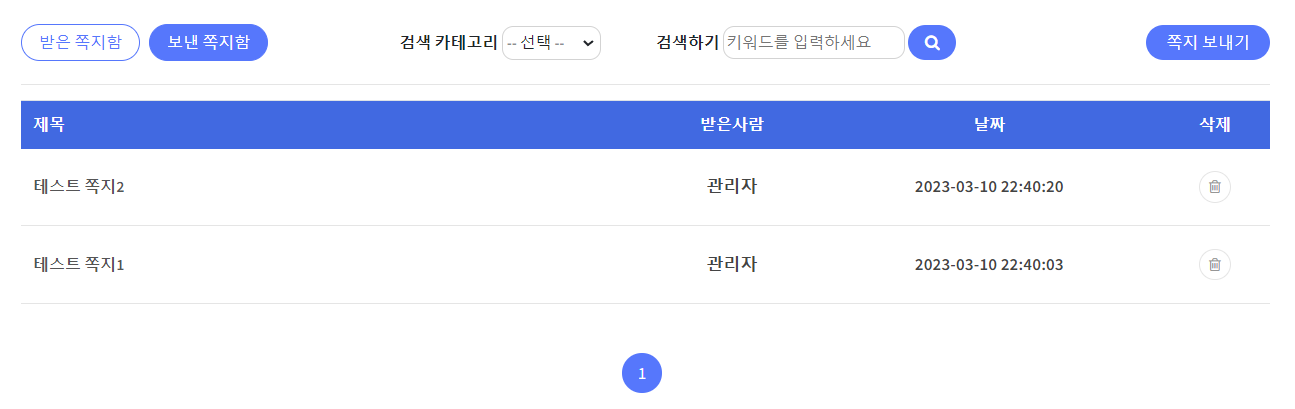 받은 쪽지함 보낸 쪽지함 검색 카테고리 -- 선택 -- 검색하기 키워드를 입력하세요 쪽지 보내기
제목 받은사람 날짜 삭제
테스트 쪽지2 관리자 2023-03-10 22:40:20
테스트 쪽지1 관리자 2023-03-10 22:40:03
1